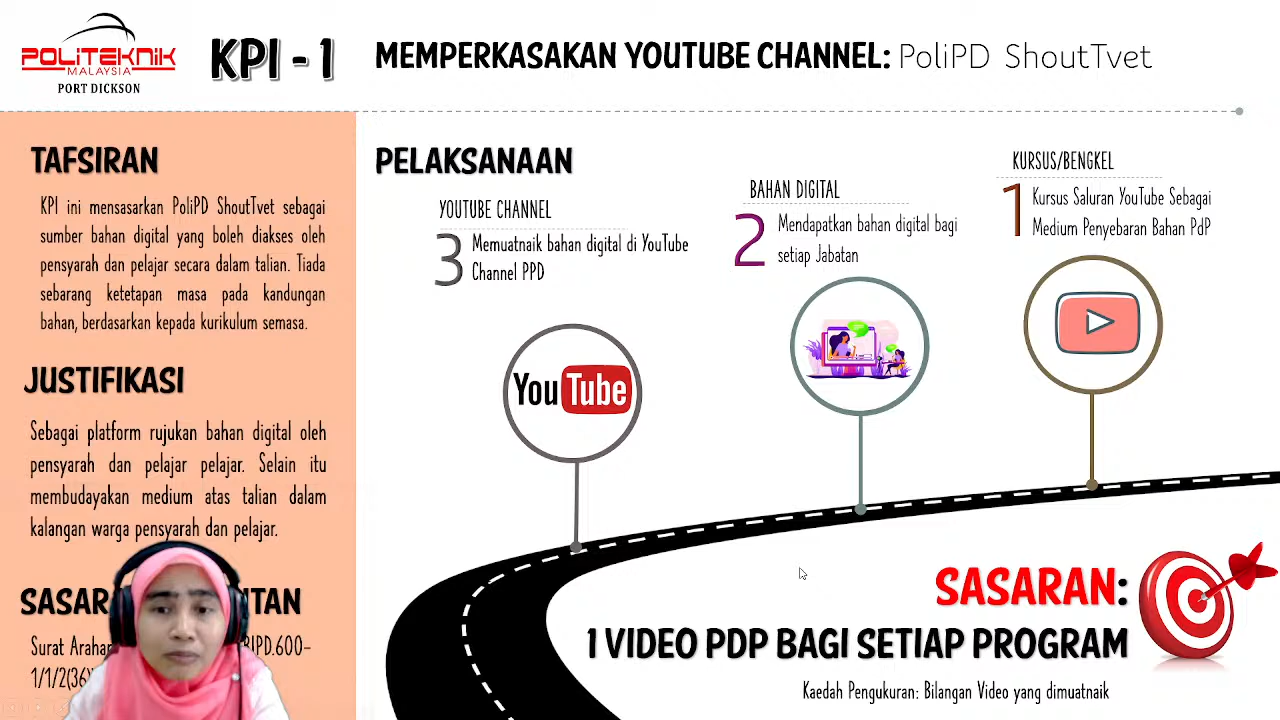 POLITEKNIK
MALAYSIA
PORT DICKSON
KPI - 1
MEMPERKASAKAN YOUTUBE CHANNEL: PoliPD ShoutTvet
TAFSIRAN
KPI ini mensasarkan PoliPD ShoutTvet sebagai
sumber bahan digital yang boleh diakses oleh
pensyarah dan pelajar secara dalam talian. Tiada
sebarang ketetapan masa pada kandungan
bahan, berdasarkan kepada kurikulum semasa.
JUSTIFIKASI
Sebagai platform rujukan bahan digital oleh
pensyarah dan pelajar pelajar. Selain itu
membudayakan medium atas talian dalam
kalangan warga pensyarah dan pelajar.
Surat
1/1/2(36)
PELAKSANAAN
YOUTUBE CHANNEL
3 Memuatnaik bahan digital di YouTube
Channel PPD
YouTube
BAHAN DIGITAL
2 Mendapatkan bahan digital bagi
setiap Jabatan
KURSUS/BENGKEL
1 Kursus Saluran YouTube Sebagai
Medium Penyebaran Bahan PdP
SASARAN:
1 VIDEO PDP BAGI SETIAP PROGRAM
Kaedah Pengukuran: Bilangan Video yang dimuatnaik